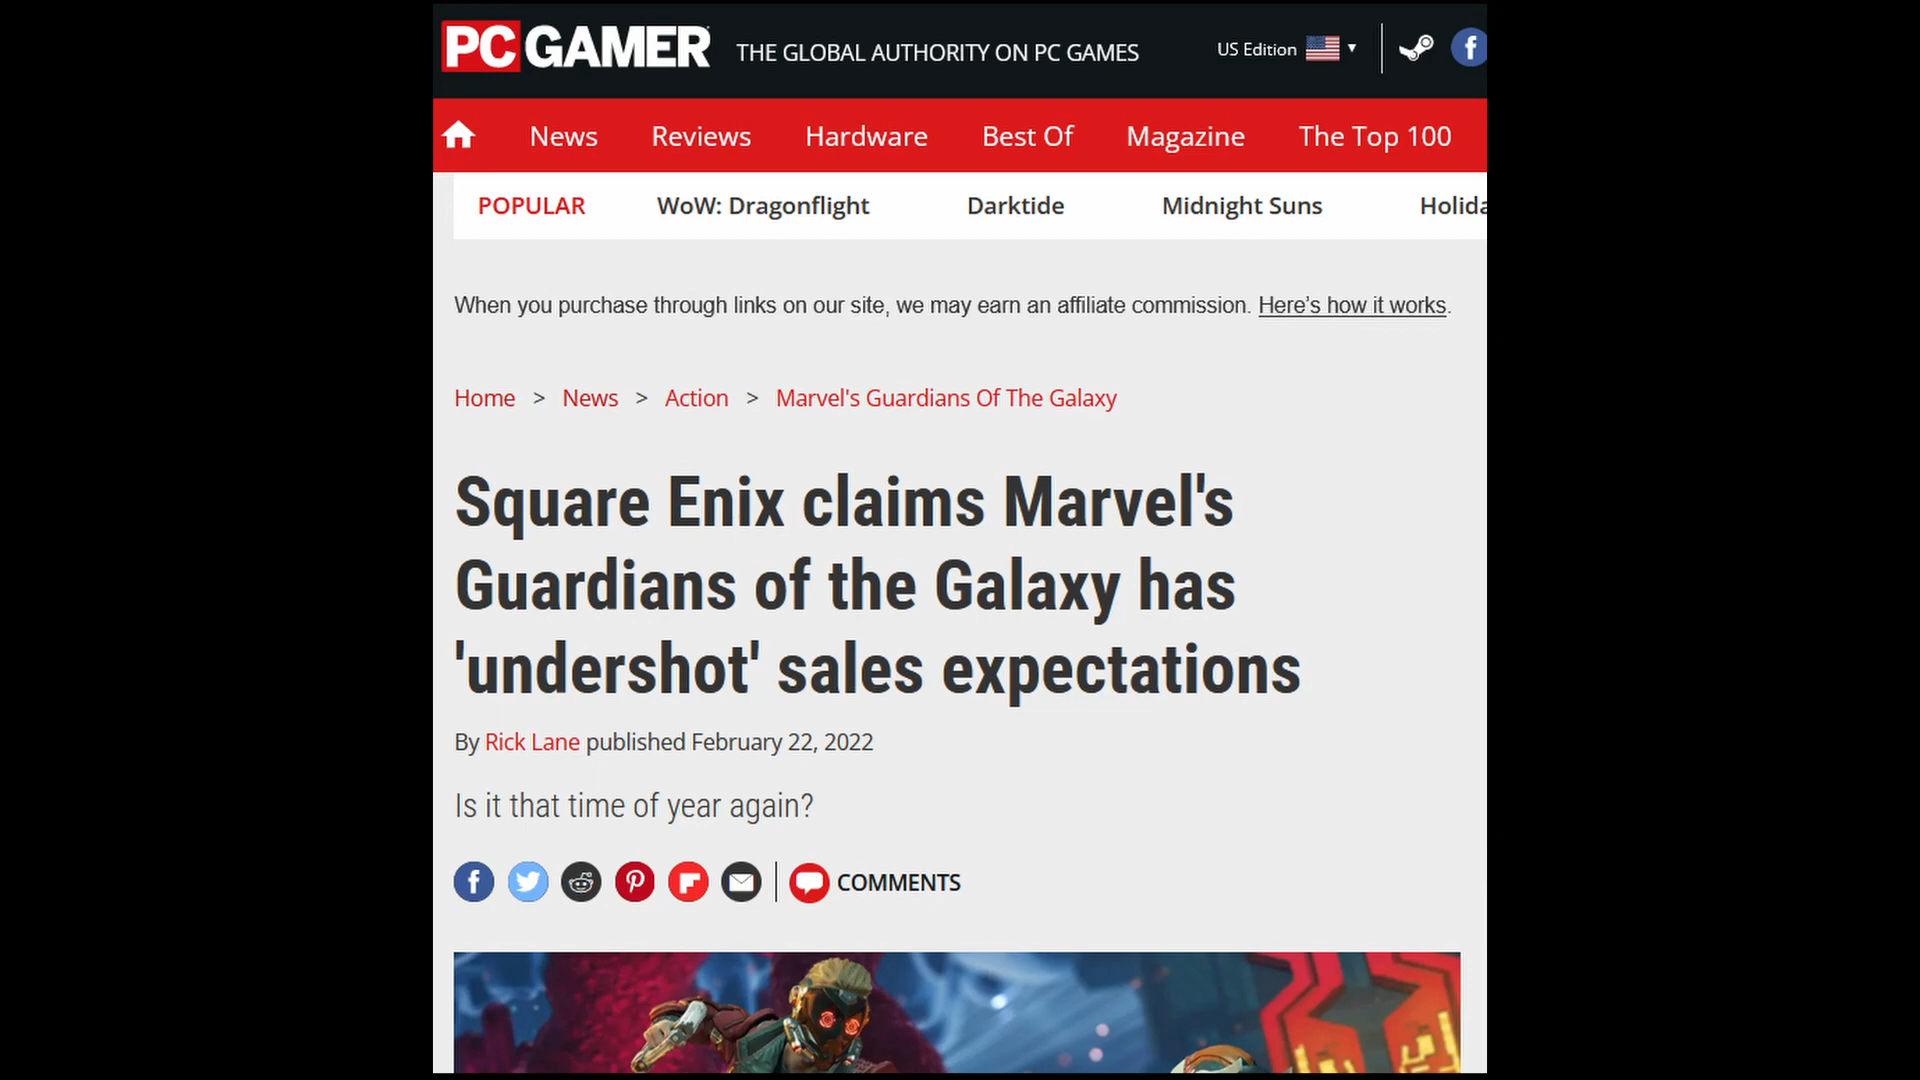 PC GAMER THE GLOBAL AUTHORITY ON PC GAMES US Edition
News Reviews Hardware Best Of Magazine The Top 100
POPULAR WoW: Dragonflight Darktide Midnight Suns Holida
When you purchase through links on our site, we may earn an affiliate commission. Here's how it works.
Home > News > Action > Marvel's Guardians Of The Galaxy
Square Enix claims Marvel's
Guardians of the Galaxy has
'undershot' sales expectations
By Rick Lane published February 22, 2022
Is it that time of year again?
COMMENTS